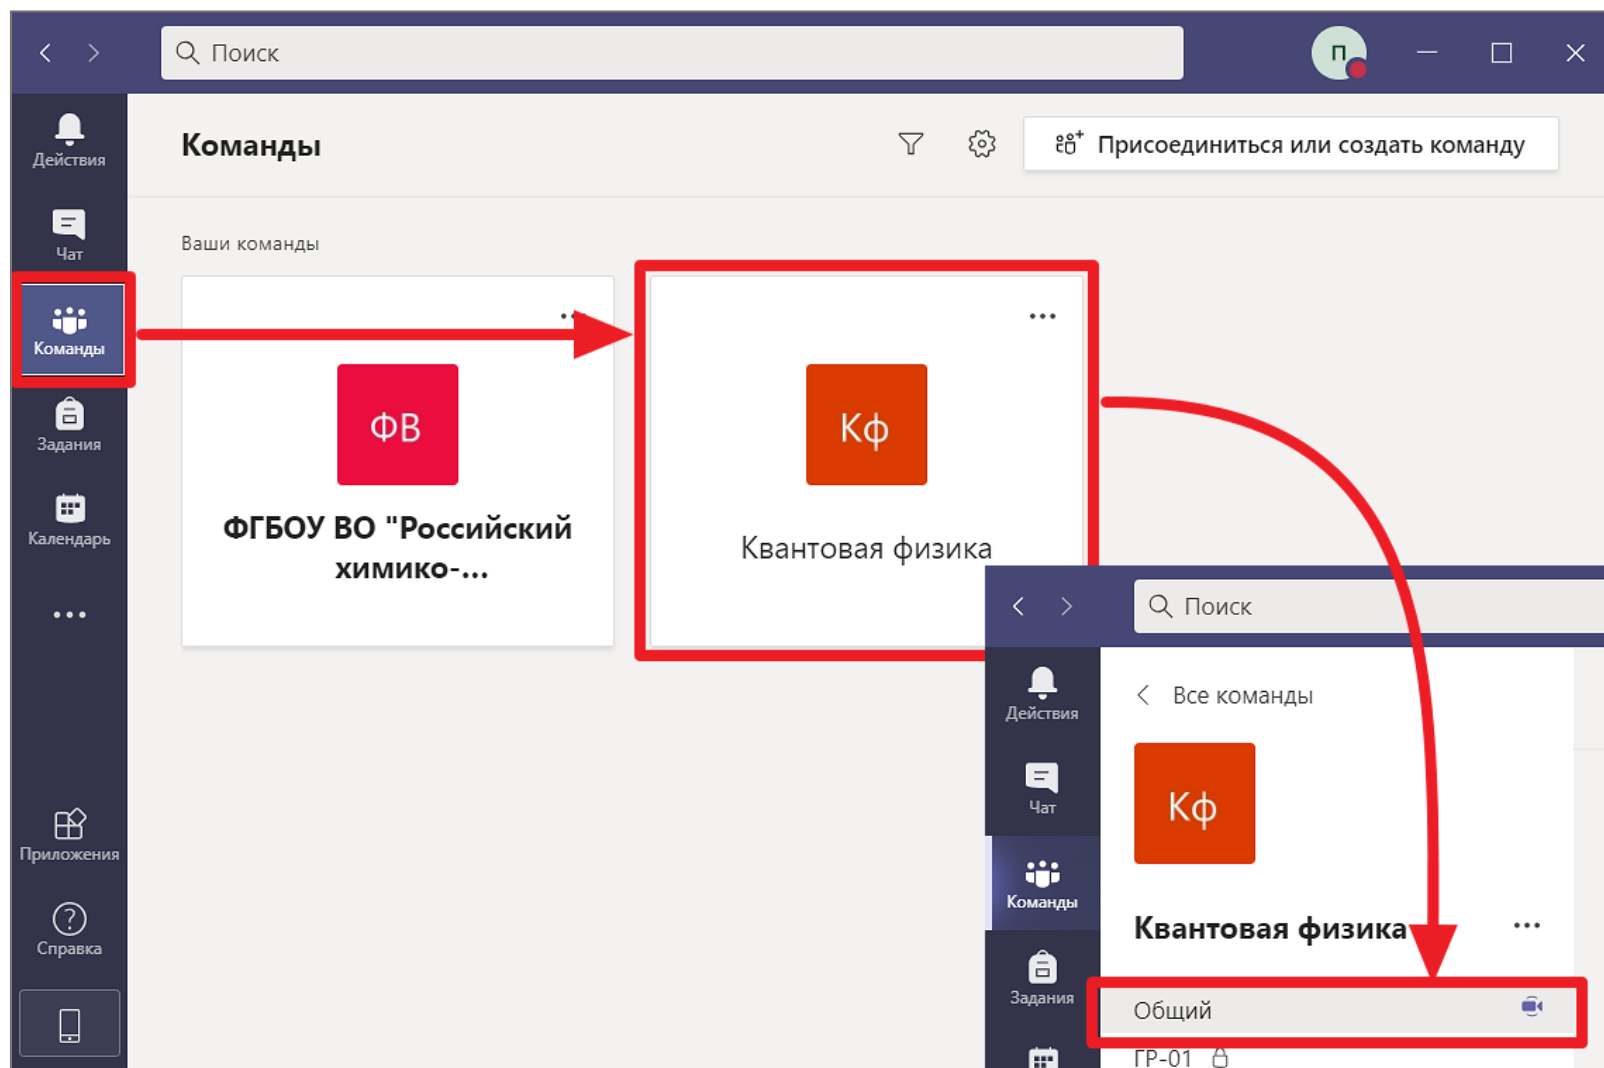 Поиск
П
Действия
Чат
Команды
Задания
Календарь
Приложения
Справка
Команды
Присоединиться или создать команду
Ваши команды
ФВ
ФГБОУ ВО "Российский
химико-...
Кф
Квантовая физика
Поиск
Действия
Чат
Команды
Задания
Все команды
Кф
Квантовая физика
Общий
ГР-01